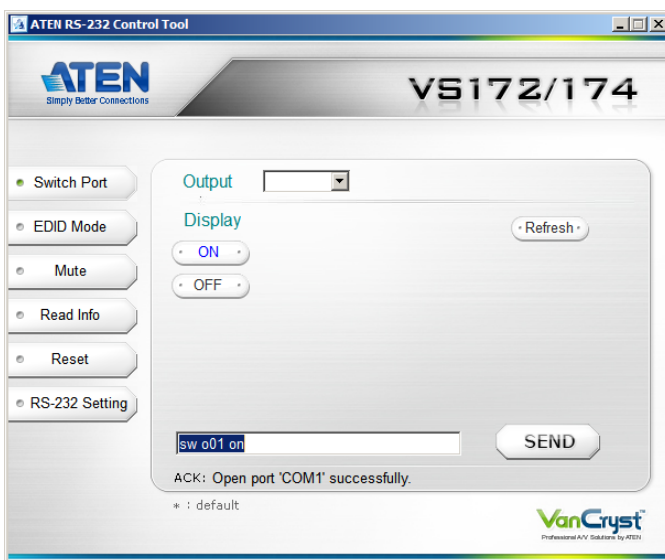 ATEN RS-232 Control Tool
ATEN
Simply Better Connections
VS172/174
Switch Port
EDID Mode
Mute
Read Info
Reset
RS-232 Setting
Output
Display
ON
OFF
Refresh
sw o01 on
SEND
ACK: Open port 'COM1' successfully.
* : default
VanCryst™
Professional A/V Solutions by ATEN